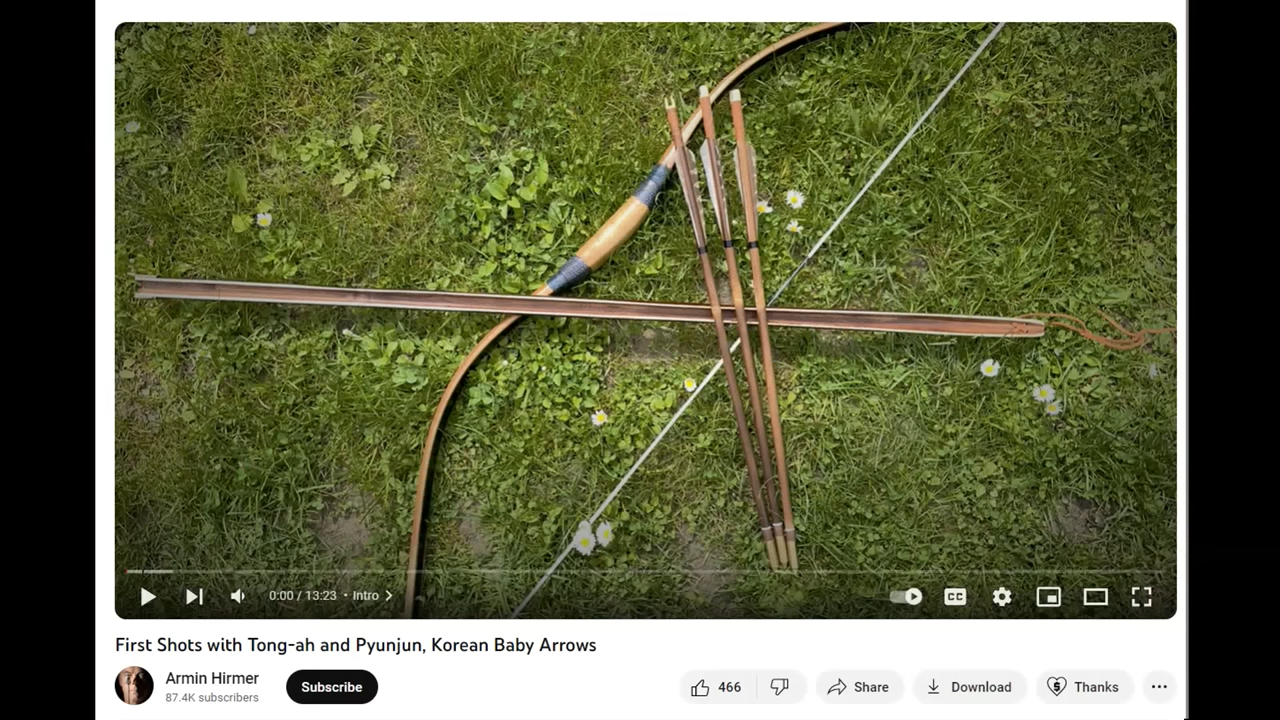 0:00 / 13:23 • Intro
CC
First Shots with Tong-ah and Pyunjun, Korean Baby Arrows
Armin Hirmer
87.4K subscribers
Subscribe
466
Share
Download
$
Thanks